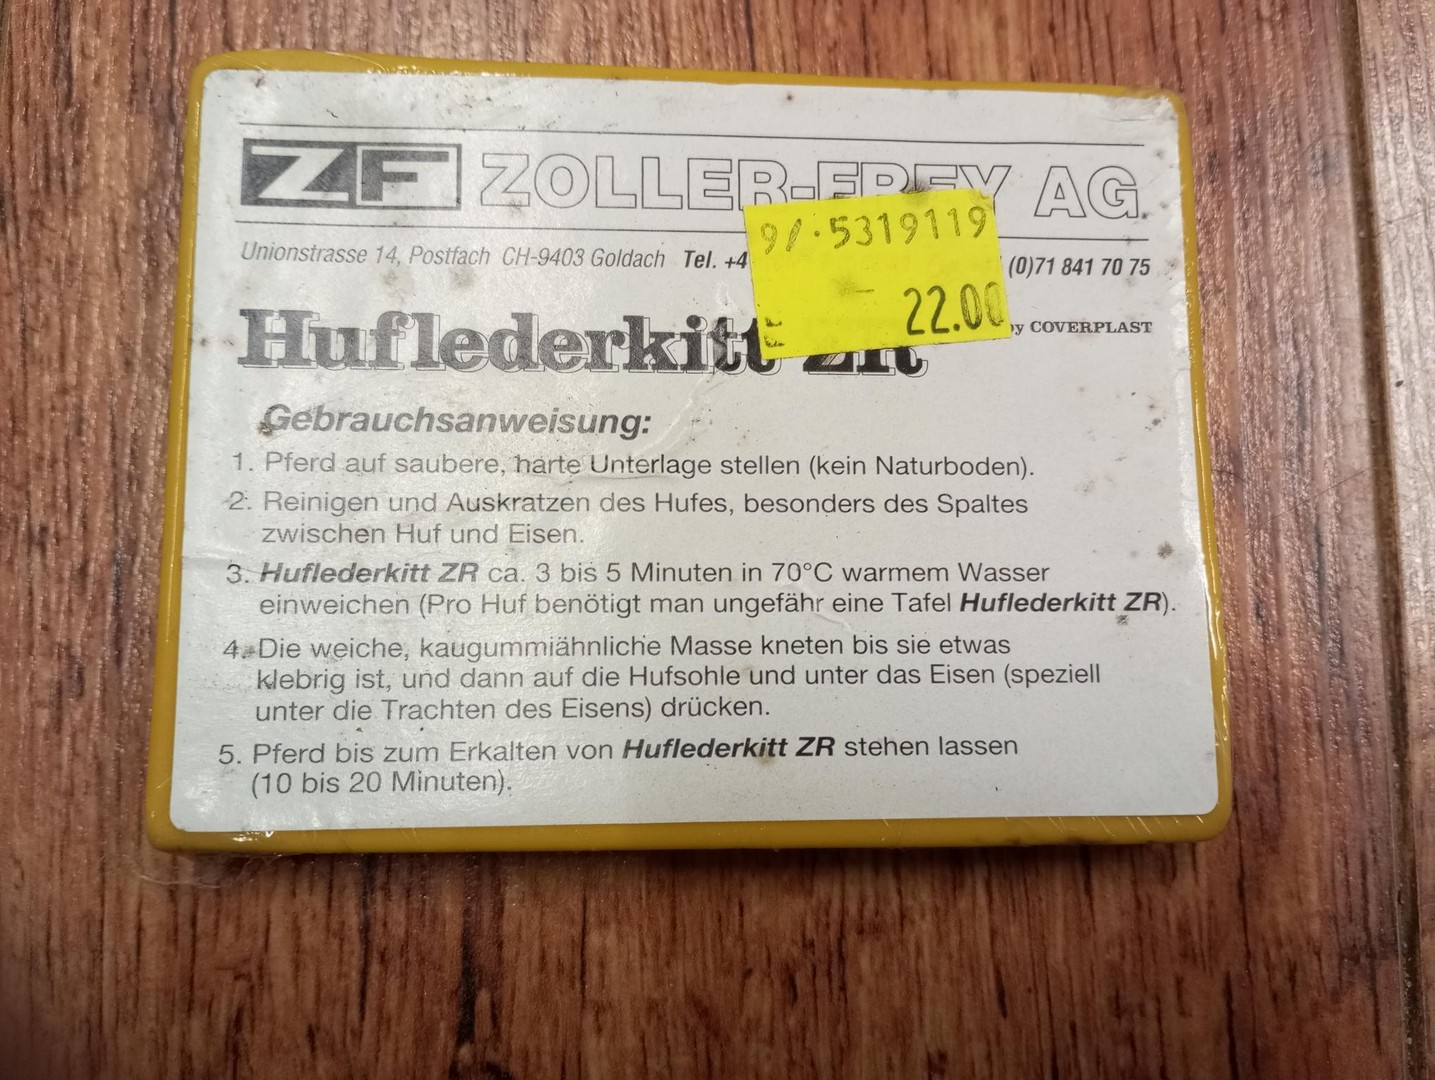 ZF ZOLLER-FREY AG
Unionstrasse 14, Postfach CH-9403 Goldach Tel. +4 (0)71 841 70 75
9/.5319119
22.00
Huflederkitt ZR by COVERPLAST
Gebrauchsanweisung:
1. Pferd auf saubere, harte Unterlage stellen (kein Naturboden).
2. Reinigen und Auskratzen des Hufes, besonders des Spaltes
zwischen Huf und Eisen.
3. Huflederkitt ZR ca. 3 bis 5 Minuten in 70°C warmem Wasser
einweichen (Pro Huf benötigt man ungefähr eine Tafel Huflederkitt ZR).
4. Die weiche, kaugummiähnliche Masse kneten bis sie etwas
klebrig ist, und dann auf die Hufsohle und unter das Eisen (speziell
unter die Trachten des Eisens) drücken.
5. Pferd bis zum Erkalten von Huflederkitt ZR stehen lassen
(10 bis 20 Minuten).